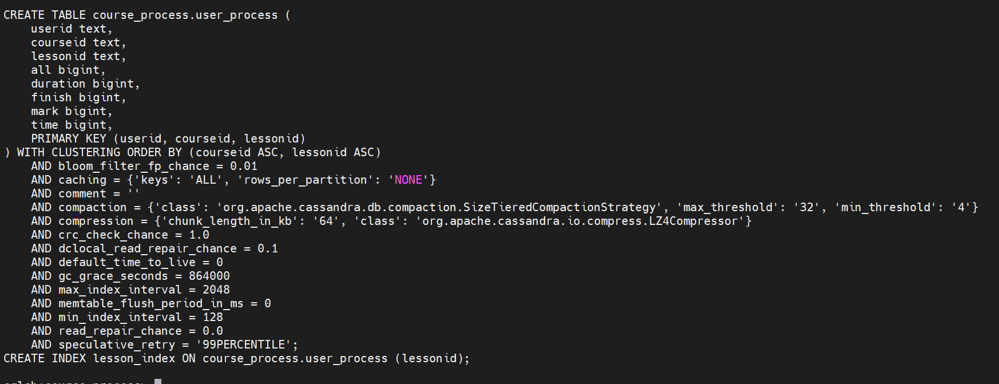 CREATE TABLE course_process.user_process (
    userid text,
    courseid text,
    lessonid text,
    all bigint,
    duration bigint,
    finish bigint,
    mark bigint,
    time bigint,
    PRIMARY KEY (userid, courseid, lessonid)
) WITH CLUSTERING ORDER BY (courseid ASC, lessonid ASC)
    AND bloom_filter_fp_chance = 0.01
    AND caching = {'keys': 'ALL', 'rows_per_partition': 'NONE'}
    AND comment = ''
    AND compaction = {'class': 'org.apache.cassandra.db.compaction.SizeTieredCompactionStrategy', 'max_threshold': '32', 'min_threshold': '4'}
    AND compression = {'chunk_length_in_kb': '64', 'class': 'org.apache.cassandra.io.compress.LZ4Compressor'}
    AND crc_check_chance = 1.0
    AND dclocal_read_repair_chance = 0.1
    AND default_time_to_live = 0
    AND gc_grace_seconds = 864000
    AND max_index_interval = 2048
    AND memtable_flush_period_in_ms = 0
    AND min_index_interval = 128
    AND read_repair_chance = 0.0
    AND speculative_retry = '99PERCENTILE';
CREATE INDEX lesson_index ON course_process.user_process (lessonid);